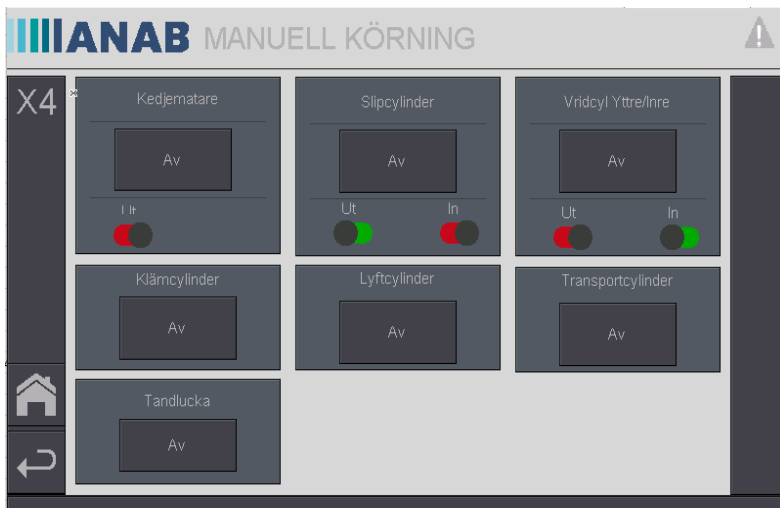 ANAB MANUELL KÖRNING
X4
Kedjematare
Slipcylinder
Vridcyl Yttre/Inre
Av
Av
Av
Ut
Ut
In
Ut
In
Klämcylinder
Lyftcylinder
Transportcylinder
Av
Av
Av
Tandlucka
Av